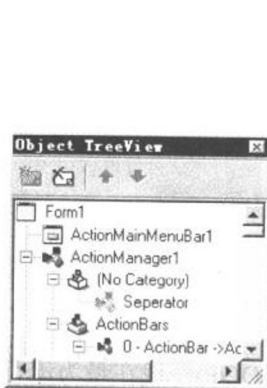 Object TreeView
Form1
ActionMainMenuBar1
ActionManager1
(No Category)
Seperator
ActionBars
0 - ActionBar ->Ac